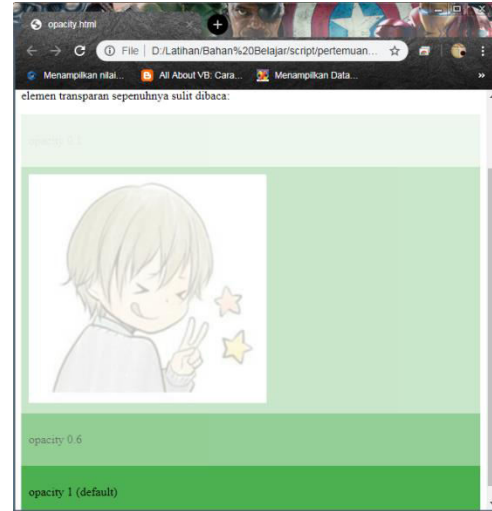 opacity.html
File | D:/Latihan/Bahan%20Belajar/script/pertemuan...
Menampilkan nilai...
All About VB: Cara...
Menampilkan Data...
»
elemen transparan sepenuhnya sulit dibaca:
opacity 0.1
opacity 0.6
opacity 1 (default)